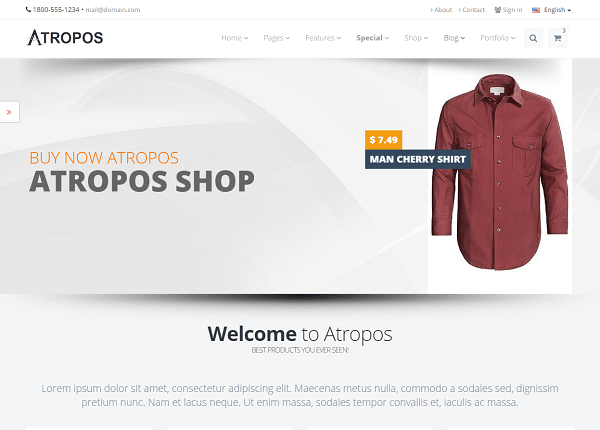 1800-555-1234 • mail@domain.com
About Contact Sign In English
ATROPOS
Home Pages Features Special Shop Blog Portfolio 3
»
$ 7.49
BUY NOW ATROPOS
MAN CHERRY SHIRT
ATROPOS SHOP
Welcome to Atropos
BEST PRODUCTS YOU EVER SEEN!
Lorem ipsum dolor sit amet, consectetur adipiscing elit. Maecenas metus nulla, commodo a sodales sed, dignissim
pretium nunc. Nam et lacus neque. Ut enim massa, sodales tempor convallis et, iaculis ac massa.